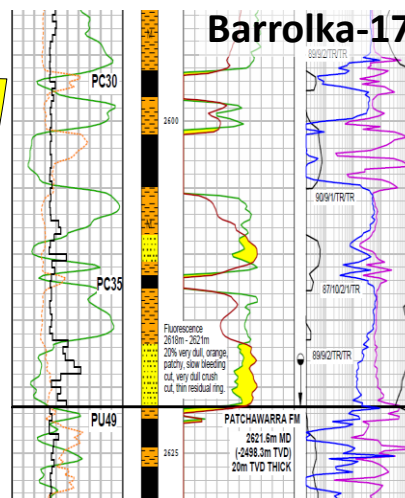 Barrolka-17
89/9/2/TR/TR
PC30
2600
90/9/1/TR/TR
PC35
87/10/2/1/TR
Fluorescence
2618m - 2621m
20% very dull, orange,
patchy, slow bleeding
cut, very dull crush
cut, thin residual ring.
89/9/2/TR/TR
PU49
PATCHAWARRA FM
2621.6m MD
(-2498.3m TVD)
20m TVD THICK
2625